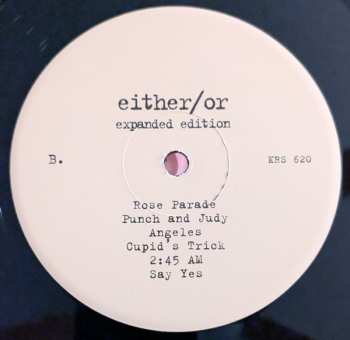 either/or
expanded edition
B.
KRS 620
Rose Parade
Punch and Judy
Angeles
Cupid's Trick
2:45 AM
Say Yes